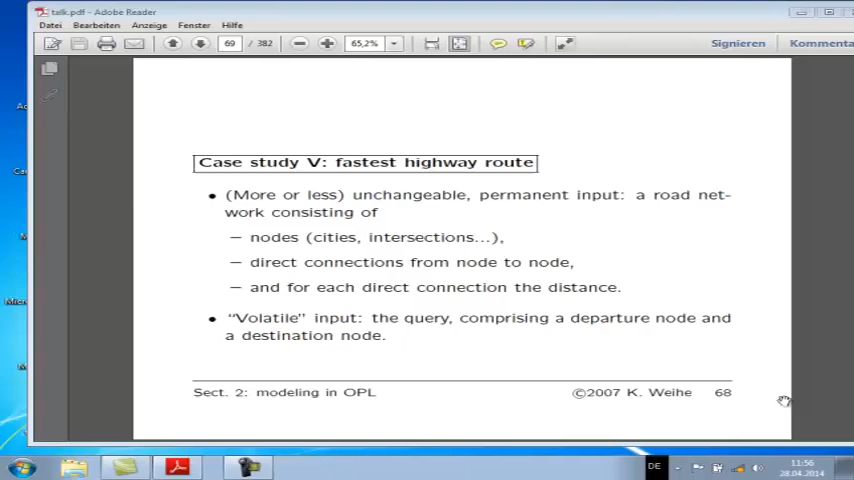 talk.pdf - Adobe Reader
Datei Bearbeiten Anzeige Fenster Hilfe
69 / 382 65,2% Signieren Kommenta
Case study V: fastest highway route
• (More or less) unchangeable, permanent input: a road net-
work consisting of
– nodes (cities, intersections...),
– direct connections from node to node,
– and for each direct connection the distance.
• “Volatile” input: the query, comprising a departure node and
a destination node.
Sect. 2: modeling in OPL ©2007 K. Weihe 68
DE 11:56
28.04.2014